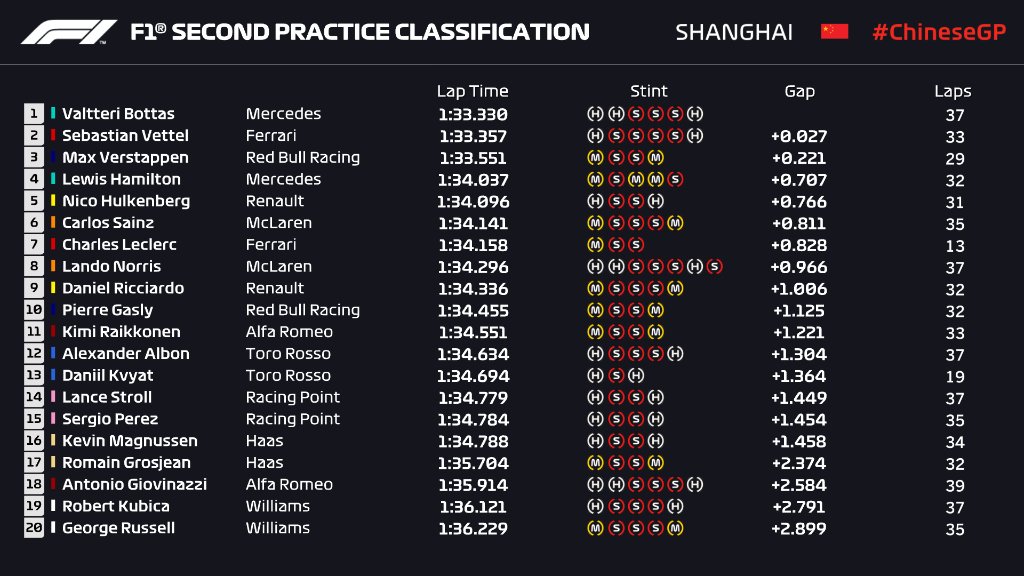 F1® SECOND PRACTICE CLASSIFICATION SHANGHAI #ChineseGP
Lap Time Stint Gap Laps
1 Valtteri Bottas Mercedes 1:33.330 H H S S S H 37
2 Sebastian Vettel Ferrari 1:33.357 H S S S S H +0.027 33
3 Max Verstappen Red Bull Racing 1:33.551 M S S M +0.221 29
4 Lewis Hamilton Mercedes 1:34.037 M S M M S +0.707 32
5 Nico Hulkenberg Renault 1:34.096 H S S H +0.766 31
6 Carlos Sainz McLaren 1:34.141 M S S S M +0.811 35
7 Charles Leclerc Ferrari 1:34.158 M S S +0.828 13
8 Lando Norris McLaren 1:34.296 H H S S S H S +0.966 37
9 Daniel Ricciardo Renault 1:34.336 M S S S M +1.006 32
10 Pierre Gasly Red Bull Racing 1:34.455 M S S M +1.125 32
11 Kimi Raikkonen Alfa Romeo 1:34.551 M S S M +1.221 33
12 Alexander Albon Toro Rosso 1:34.634 H S S S H +1.304 37
13 Daniil Kvyat Toro Rosso 1:34.694 H S H +1.364 19
14 Lance Stroll Racing Point 1:34.779 H S S H +1.449 37
15 Sergio Perez Racing Point 1:34.784 H S S H +1.454 35
16 Kevin Magnussen Haas 1:34.788 H S S H +1.458 34
17 Romain Grosjean Haas 1:35.704 M S S M +2.374 32
18 Antonio Giovinazzi Alfa Romeo 1:35.914 H H S S S H +2.584 39
19 Robert Kubica Williams 1:36.121 H S S S H +2.791 37
20 George Russell Williams 1:36.229 M S S S M +2.899 35